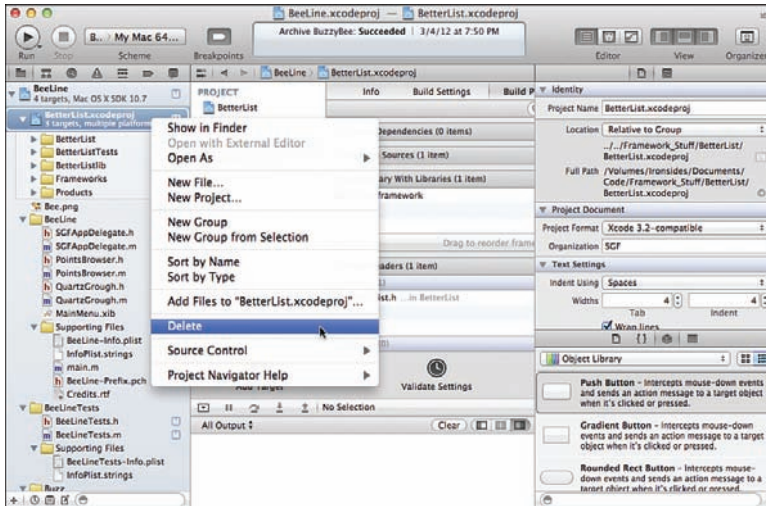 BeeLine.xcodeproj — BetterList.xcodeproj
B.. My Mac 64...
Archive BuzzyBee: Succeeded | 3/4/12 at 7:50 PM
Run Stop Scheme Breakpoints Editor View Organizer
BeeLine BetterList.xcodeproj
BeeLine
4 targets, Mac OS X SDK 10.7
BetterList.xcodeproj
4 targets, multiple platforms
BetterList
BetterListTests
BetterListlib
Frameworks
Products
Bee.png
BeeLine
SGFAppDelegate.h
SGFAppDelegate.m
PointsBrowser.h
PointsBrowser.m
QuartzGrough.h
QuartzGrough.m
MainMenu.xib
Supporting Files
BeeLine-Info.plist
InfoPlist.strings
main.m
BeeLine-Prefix.pch
Credits.rtf
BeeLineTests
BeeLineTests.h
BeeLineTests.m
Supporting Files
BeeLineTests-Info.plist
InfoPlist.strings
Buzz
PROJECT
BetterList
Info Build Settings Build P
Dependencies (0 items)
Sources (1 item)
ary With Libraries (1 item)
framework
Drag to reorder frame
eaders (1 item)
ist.h ...in BetterList
Add Target
Validate Settings
No Selection
All Output
Clear
Show in Finder
Open with External Editor
Open As
New File...
New Project...
New Group
New Group from Selection
Sort by Name
Sort by Type
Add Files to "BetterList.xcodeproj"...
Delete
Source Control
Project Navigator Help
Identity
Project Name BetterList.xcodeproj
Location Relative to Group
../../Framework_Stuff/BetterList/
BetterList.xcodeproj
Full Path /Volumes/Ironsides/Documents/
Code/Framework_Stuff/BetterList/
BetterList.xcodeproj
Project Document
Project Format Xcode 3.2-compatible
Organization SGF
Text Settings
Indent Using Spaces
Widths 4 4
Tab Indent
Wrap lines
Object Library
Push Button - Intercepts mouse-down events
and sends an action message to a target object
when it's clicked or pressed.
Gradient Button - Intercepts mouse-down
events and sends an action message to a target
object when it's clicked or pressed.
Rounded Rect Button - Intercepts mouse-
down events and sends an action message to a
target object when it's clicked or pressed.